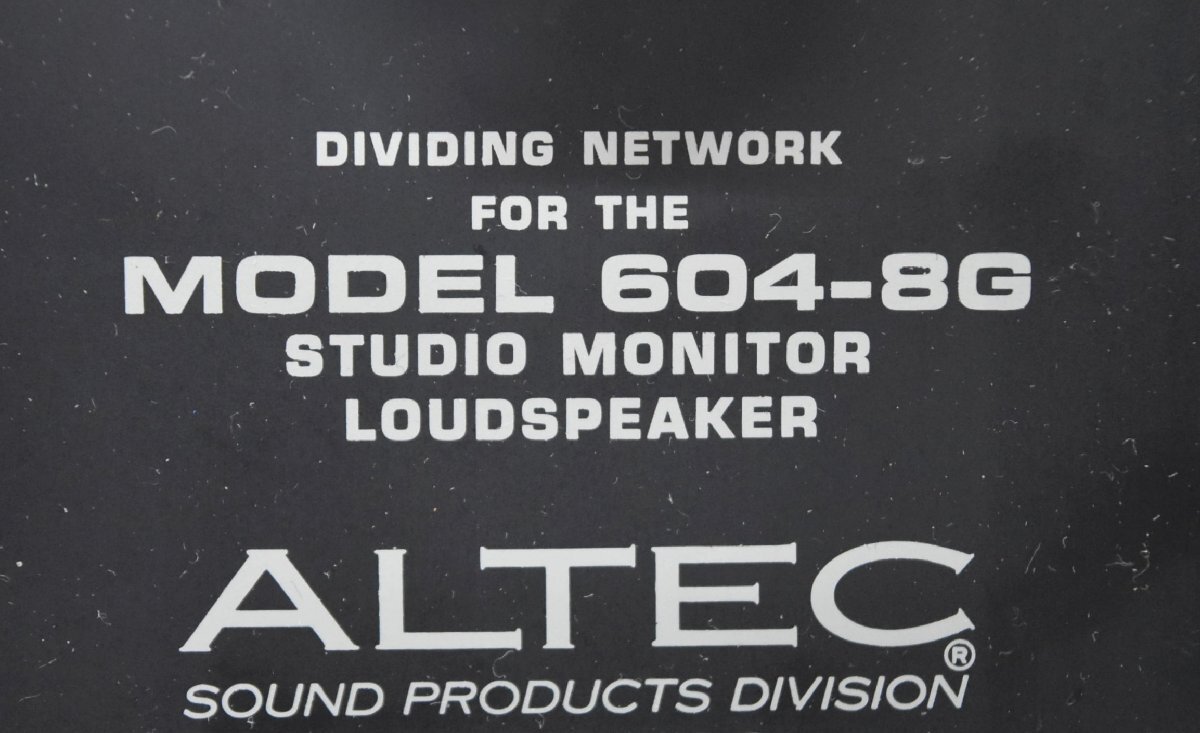 DIVIDING NETWORK
FOR THE
MODEL 604-8G
STUDIO MONITOR
LOUDSPEAKER
ALTEC®
SOUND PRODUCTS DIVISION